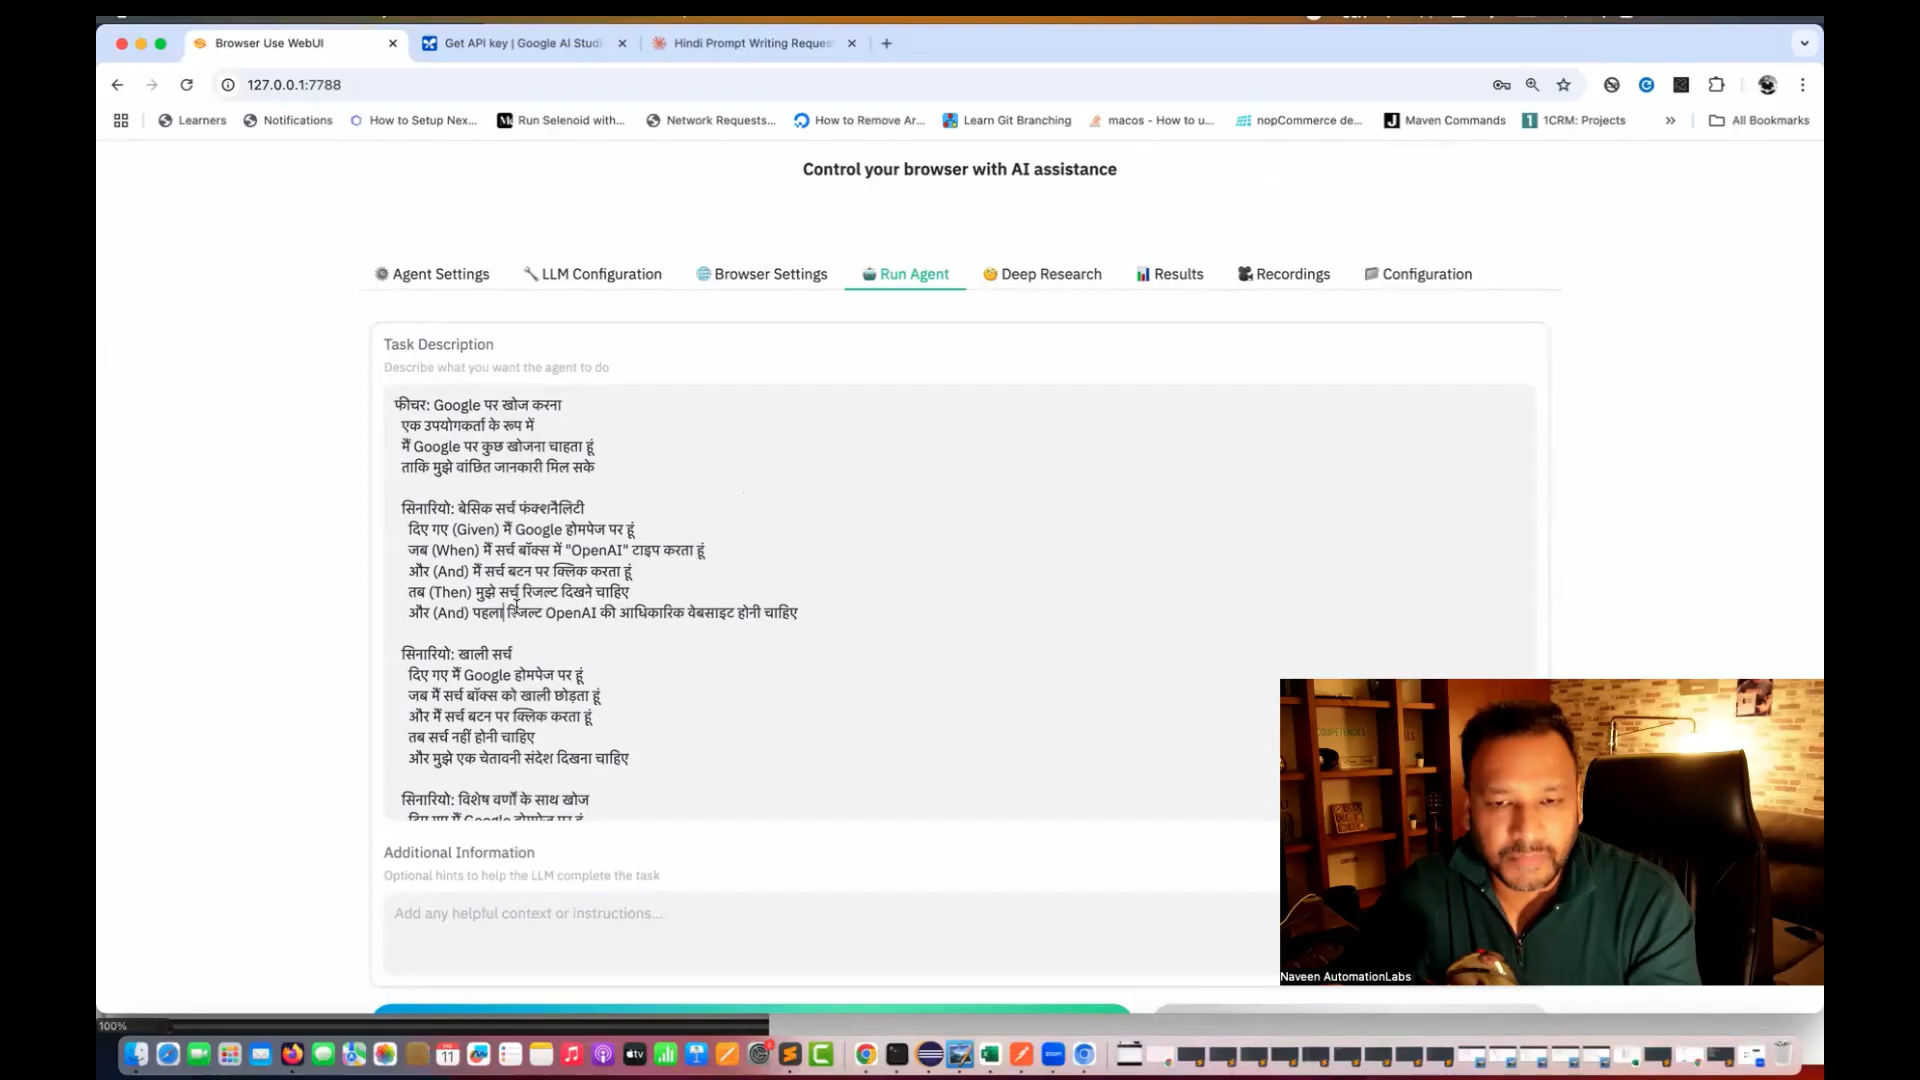 Browser Use WebUI
Get API key | Google AI Studi
Hindi Prompt Writing Reques
127.0.0.1:7788
Learners
Notifications
How to Setup Nex...
Run Selenoid with...
Network Requests...
How to Remove Ar...
Learn Git Branching
macos - How to u...
nopCommerce de...
Maven Commands
1CRM: Projects
All Bookmarks
Control your browser with AI assistance
Agent Settings
LLM Configuration
Browser Settings
Run Agent
Deep Research
Results
Recordings
Configuration
Task Description
Describe what you want the agent to do
फीचर: Google पर खोज करना
एक उपयोगकर्ता के रूप में
मैं Google पर कुछ खोजना चाहता हूं
ताकि मुझे वांछित जानकारी मिल सके
सिनारियो: बेसिक सर्च फंक्शनैलिटी
दिए गए (Given) मैं Google होमपेज पर हूं
जब (When) मैं सर्च बॉक्स में "OpenAI" टाइप करता हूं
और (And) मैं सर्च बटन पर क्लिक करता हूं
तब (Then) मुझे सर्च रिजल्ट दिखने चाहिए
और (And) पहला रिजल्ट OpenAI की आधिकारिक वेबसाइट होनी चाहिए
सिनारियो: खाली सर्च
दिए गए मैं Google होमपेज पर हूं
जब मैं सर्च बॉक्स को खाली छोड़ता हूं
और मैं सर्च बटन पर क्लिक करता हूं
तब सर्च नहीं होनी चाहिए
और मुझे एक चेतावनी संदेश दिखना चाहिए
सिनारियो: विशेष वर्णों के साथ खोज
दिए गए मैं Google होमपेज पर हूं
Additional Information
Optional hints to help the LLM complete the task
Add any helpful context or instructions...
COMPETENCIES
Naveen AutomationLabs
100%
11
tv
zoom